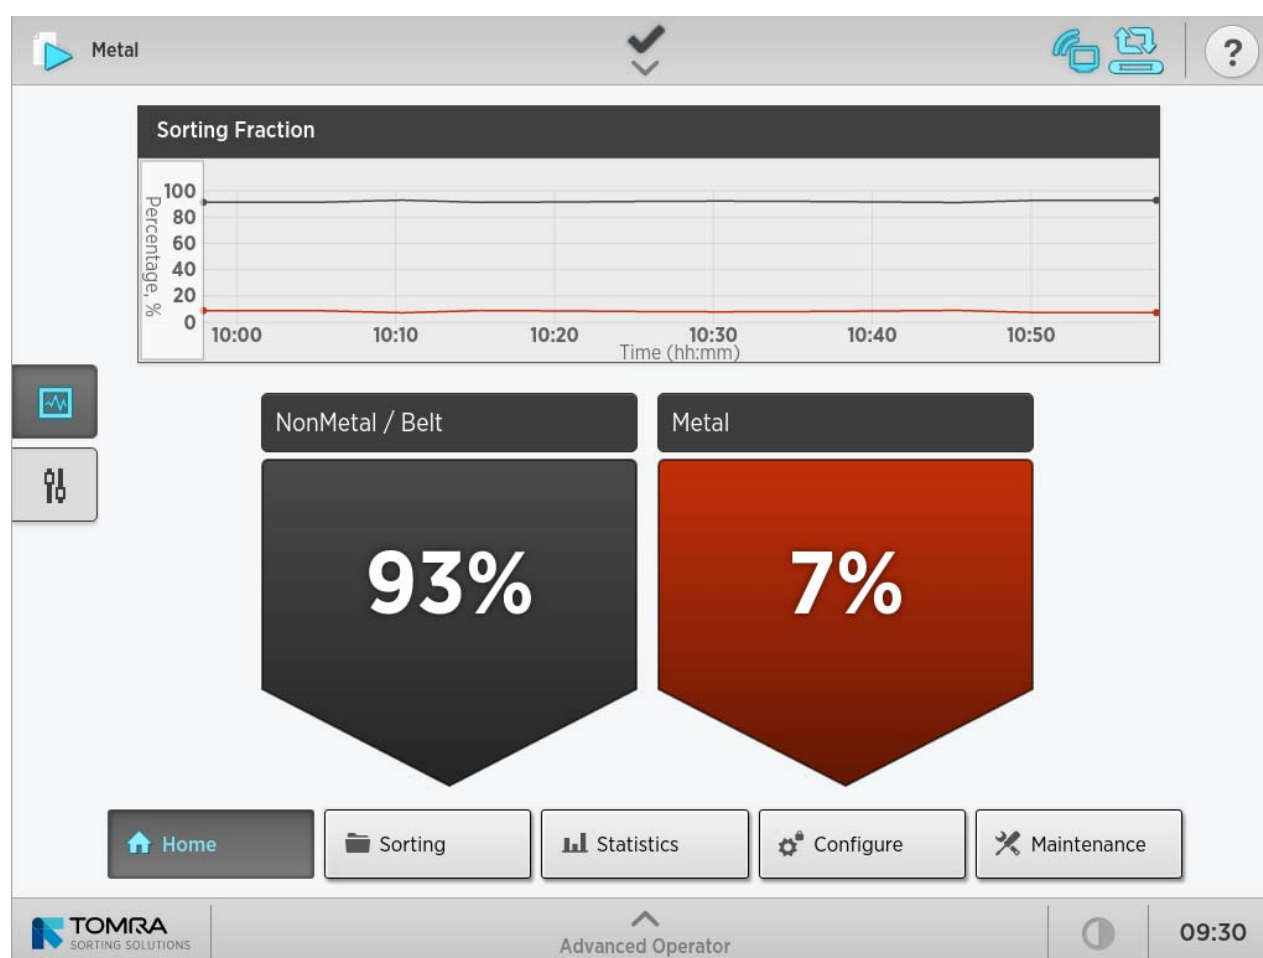 Metal
?
Sorting Fraction
Percentage, %
100
80
60
40
20
0
10:00 10:10 10:20 10:30 10:40 10:50
Time (hh:mm)
NonMetal / Belt Metal
93% 7%
Home Sorting Statistics Configure Maintenance
TOMRA
SORTING SOLUTIONS
Advanced Operator
09:30